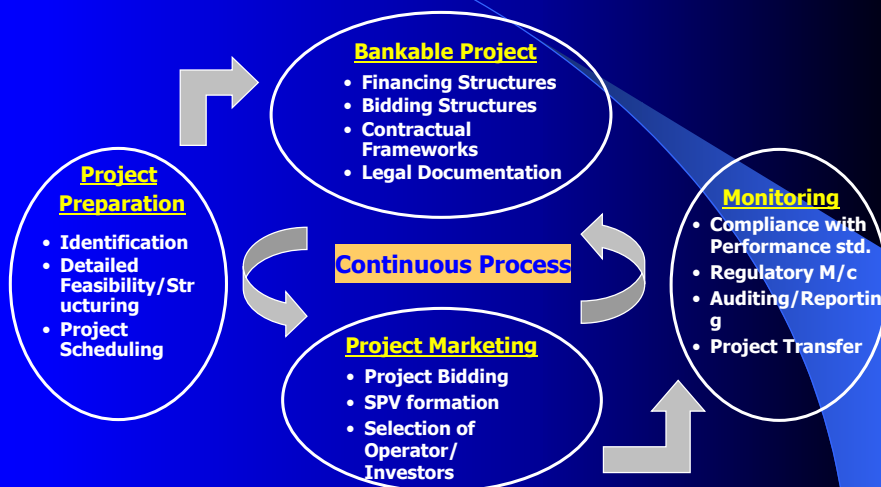 Bankable Project
• Financing Structures
• Bidding Structures
• Contractual
Frameworks
• Legal Documentation
Project
Preparation
• Identification
• Detailed
Feasibility/Str
ucturing
• Project
Scheduling
Continuous Process
Project Marketing
• Project Bidding
• SPV formation
• Selection of
Operator/
Investors
Monitoring
• Compliance with
Performance std.
• Regulatory M/c
• Auditing/Reportin
g
• Project Transfer